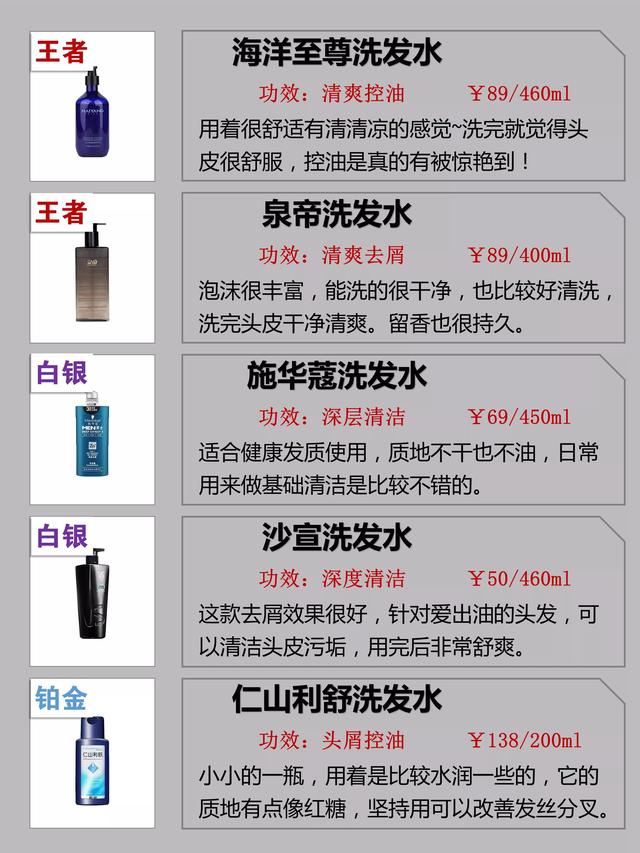 王者
海洋至尊洗发水
功效：清爽控油 ￥89/460ml
用着很舒适有清清凉的感觉~洗完就觉得头
皮很舒服，控油是真的有被惊艳到！
HAIYANG
王者
泉帝洗发水
功效：清爽去屑 ￥89/400ml
泡沫很丰富，能洗的很干净，也比较好清洗，
洗完头皮干净清爽。留香也很持久。
白银
施华蔻洗发水
功效：深层清洁 ￥69/450ml
适合健康发质使用，质地不干也不油，日常
用来做基础清洁是比较不错的。
MEN
白银
沙宣洗发水
功效：深度清洁 ￥50/460ml
这款去屑效果很好，针对爱出油的头发，可
以清洁头皮污垢，用完后非常舒爽。
VS
铂金
仁山利舒洗发水
功效：头屑控油 ￥138/200ml
小小的一瓶，用着是比较水润一些的，它的
质地有点像红糖，坚持用可以改善发丝分叉。
仁山利舒